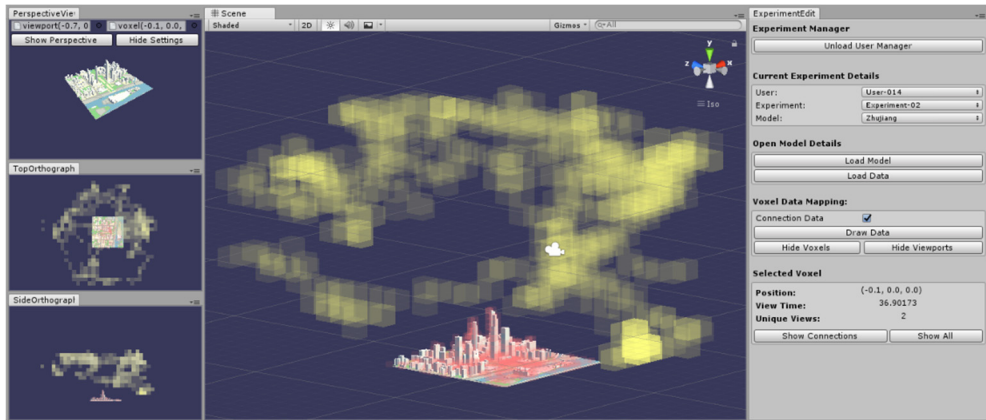 PerspectiveVie
viewport(-0.7, 0
voxel(-0.1, 0.0,
Show Perspective
Hide Settings
TopOrthograph
SideOrthograpl
Scene
Shaded
2D
Gizmos
All
y
z
x
Iso
ExperimentEdit
Experiment Manager
Unload User Manager
Current Experiment Details
User: User-014
Experiment: Experiment-02
Model: Zhujiang
Open Model Details
Load Model
Load Data
Voxel Data Mapping:
Connection Data
Draw Data
Hide Voxels Hide Viewports
Selected Voxel
Position: (-0.1, 0.0, 0.0)
View Time: 36.90173
Unique Views: 2
Show Connections Show All